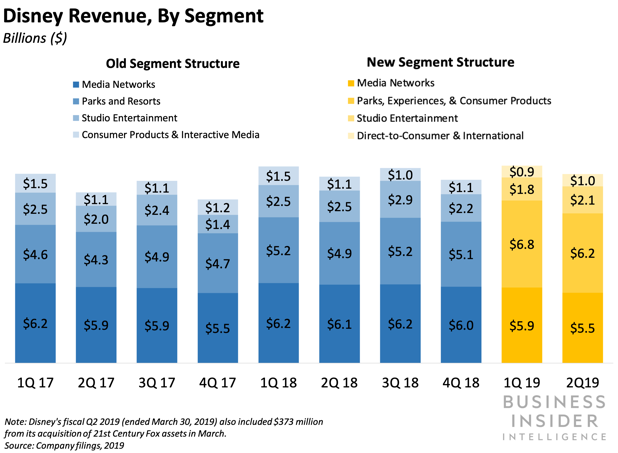 Disney Revenue, By Segment
Billions ($)
Old Segment Structure
Media Networks
Parks and Resorts
Studio Entertainment
Consumer Products & Interactive Media
New Segment Structure
Media Networks
Parks, Experiences, & Consumer Products
Studio Entertainment
Direct-to-Consumer & International
$1.5 $1.1 $1.1 $1.2 $1.5 $1.1 $1.0 $1.1 $0.9 $1.0
$2.5 $2.0 $2.4 $1.4 $2.5 $2.5 $2.9 $2.2 $1.8 $2.1
$4.6 $4.3 $4.9 $4.7 $5.2 $4.9 $5.2 $5.1 $6.8 $6.2
$6.2 $5.9 $5.9 $5.5 $6.2 $6.1 $6.2 $6.0 $5.9 $5.5
1Q 17 2Q 17 3Q 17 4Q 17 1Q 18 2Q 18 3Q 18 4Q 18 1Q 19 2Q19
Note: Disney's fiscal Q2 2019 (ended March 30, 2019) also included $373 million
from its acquisition of 21st Century Fox assets in March.
Source: Company filings, 2019
BUSINESS
INSIDER
INTELLIGENCE